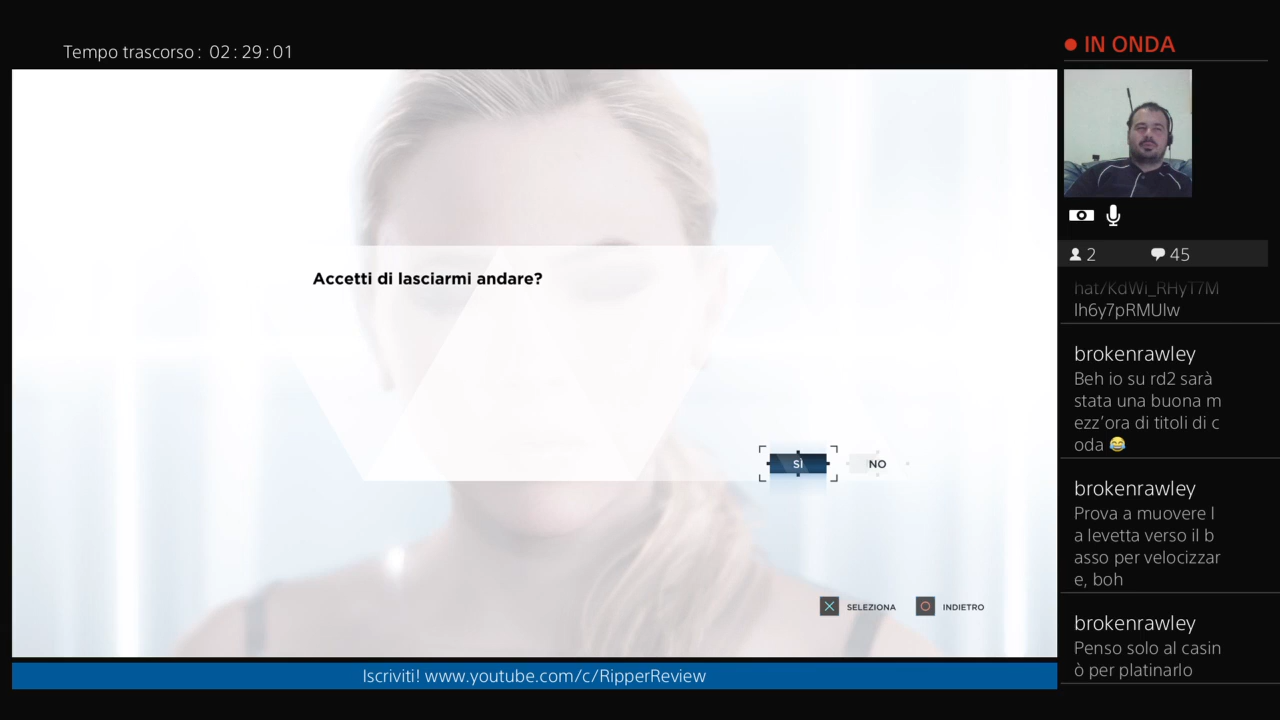 Tempo trascorso: 02:29:01
IN ONDA
Accetti di lasciarmi andare?
SÌ
NO
SELEZIONA
INDIETRO
Iscriviti! www.youtube.com/c/RipperReview
2
45
hat/KdWi_RHyT7M
lh6y7pRMUlw
brokenrawley
Beh io su rd2 sarà
stata una buona m
ezz'ora di titoli di c
oda 😂
brokenrawley
Prova a muovere l
a levetta verso il b
asso per velocizzar
e, boh
brokenrawley
Penso solo al casin
ò per platinarlo